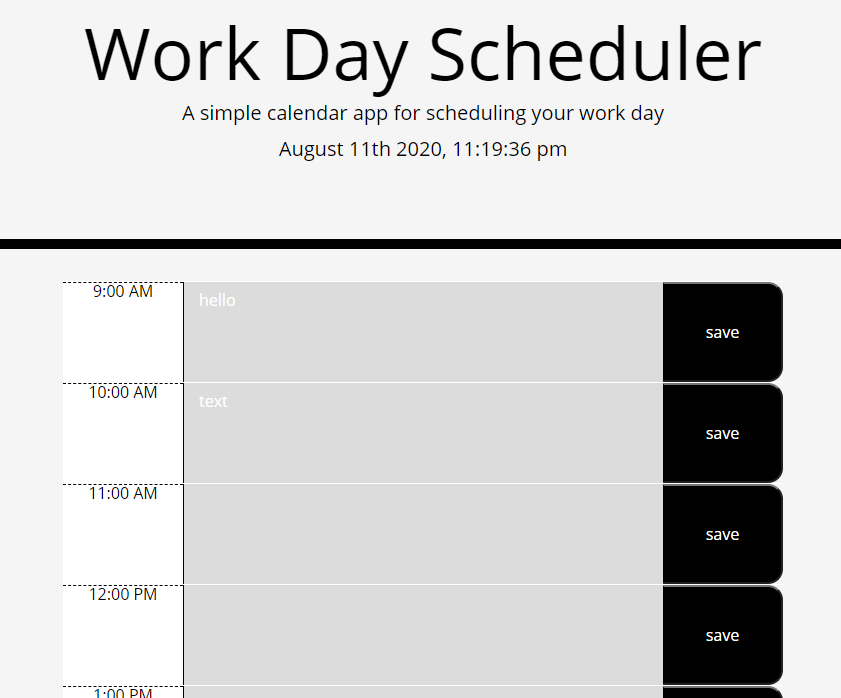 Work Day Scheduler
A simple calendar app for scheduling your work day
August 11th 2020, 11:19:36 pm
9:00 AM
hello
save
10:00 AM
text
save
11:00 AM
save
12:00 PM
save
1:00 PM